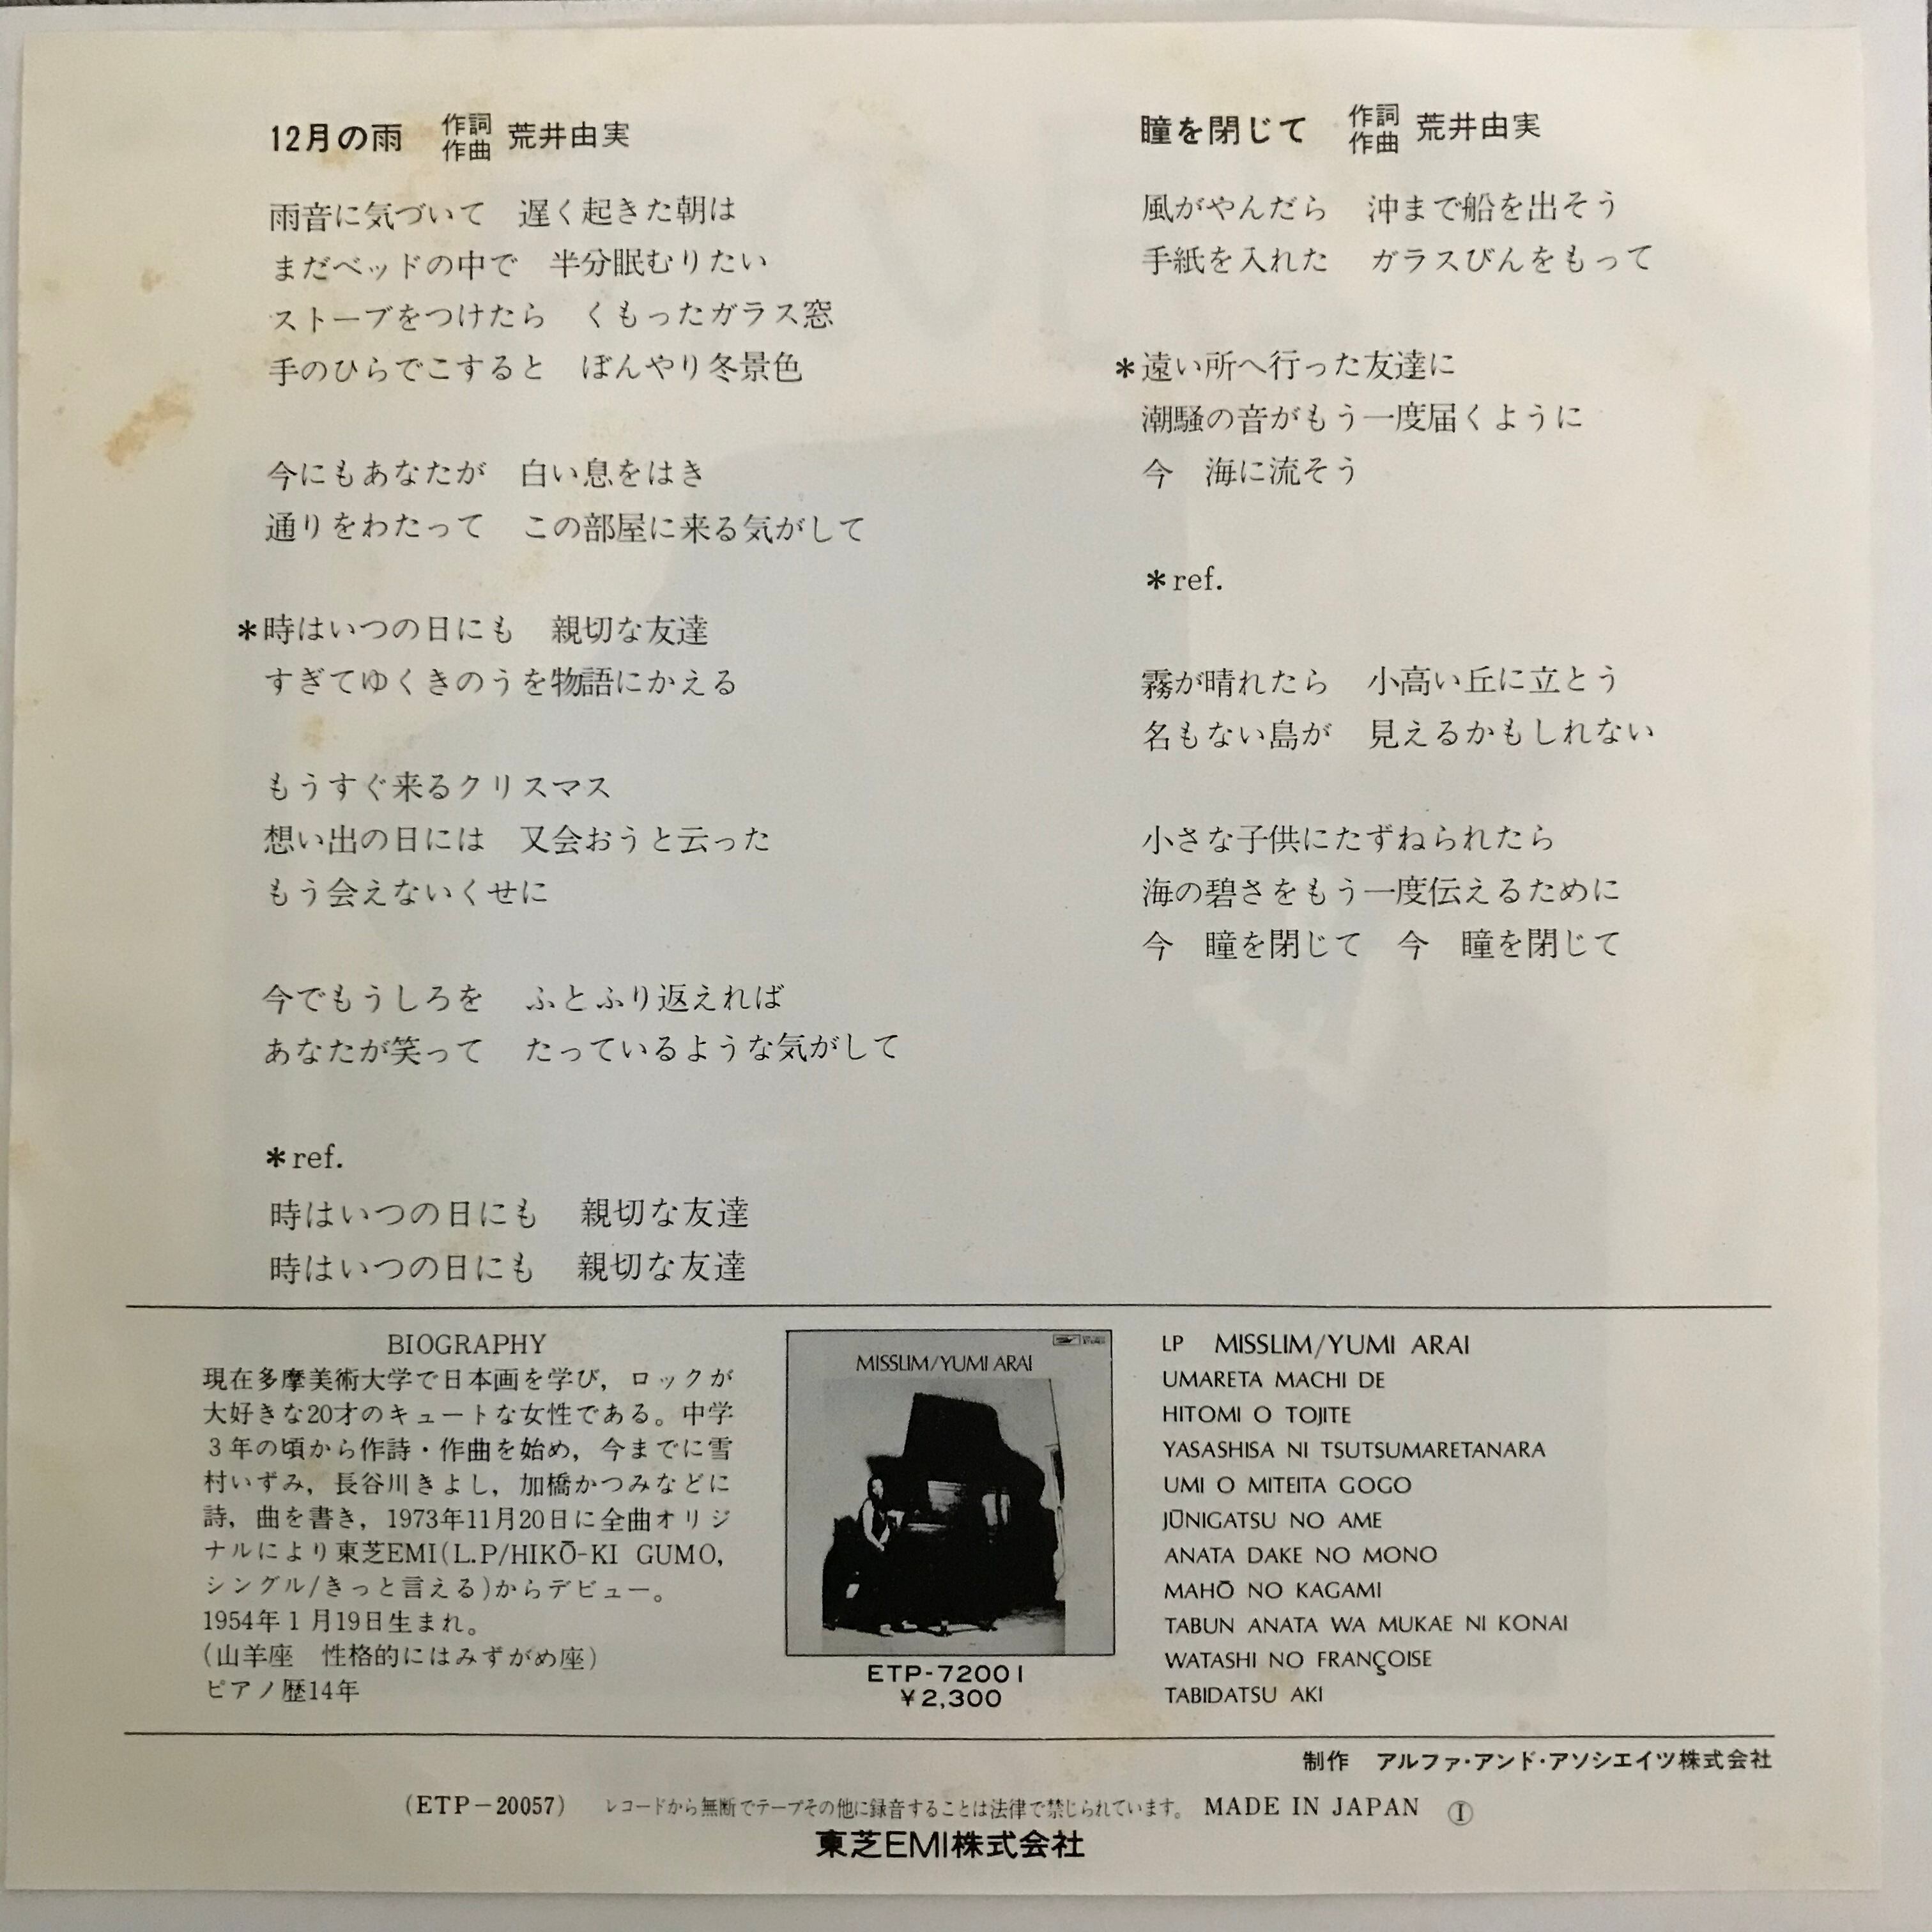 12月の雨 作詞 作曲 荒井由実
雨音に気づいて 遅く起きた朝は
まだベッドの中で 半分眠むりたい
ストーブをつけたら くもったガラス窓
手のひらでこすると ぼんやり冬景色
今にもあなたが 白い息をはき
通りをわたって この部屋に来る気がして
＊時はいつの日にも 親切な友達
すぎてゆくきのうを物語にかえる
もうすぐ来るクリスマス
想い出の日には 又会おうと云った
もう会えないくせに
今でもうしろを ふとふり返えれば
あなたが笑って たっているような気がして
＊ref.
時はいつの日にも 親切な友達
時はいつの日にも 親切な友達
瞳を閉じて 作詞 作曲 荒井由実
風がやんだら 沖まで船を出そう
手紙を入れた ガラスびんをもって
＊遠い所へ行った友達に
潮騒の音がもう一度届くように
今 海に流そう
＊ref.
霧が晴れたら 小高い丘に立とう
名もない島が 見えるかもしれない
小さな子供にたずねられたら
海の碧さをもう一度伝えるために
今 瞳を閉じて 今 瞳を閉じて
BIOGRAPHY
現在多摩美術大学で日本画を学び，ロックが
大好きな20才のキュートな女性である。中学
３年の頃から作詩・作曲を始め，今までに雪
村いずみ，長谷川きよし，加橋かつみなどに
詩，曲を書き，1973年11月20日に全曲オリジ
ナルにより東芝EMI(L.P/HIKŌ-KI GUMO,
シングル/きっと言える)からデビュー。
1954年１月19日生まれ。
(山羊座 性格的にはみずがめ座)
ピアノ歴14年
MISSLIM/YUMI ARAI
ETP-72001
¥2,300
LP MISSLIM/YUMI ARAI
UMARETA MACHI DE
HITOMI O TOJITE
YASASHISA NI TSUTSUMARETANARA
UMI O MITEITA GOGO
JŪNIGATSU NO AME
ANATA DAKE NO MONO
MAHŌ NO KAGAMI
TABUN ANATA WA MUKAE NI KONAI
WATASHI NO FRANÇOISE
TABIDATSU AKI
制作 アルファ・アンド・アソシエイツ株式会社
(ETP－20057) レコードから無断でテープその他に録音することは法律で禁じられています。 MADE IN JAPAN Ⓘ
東芝EMI株式会社